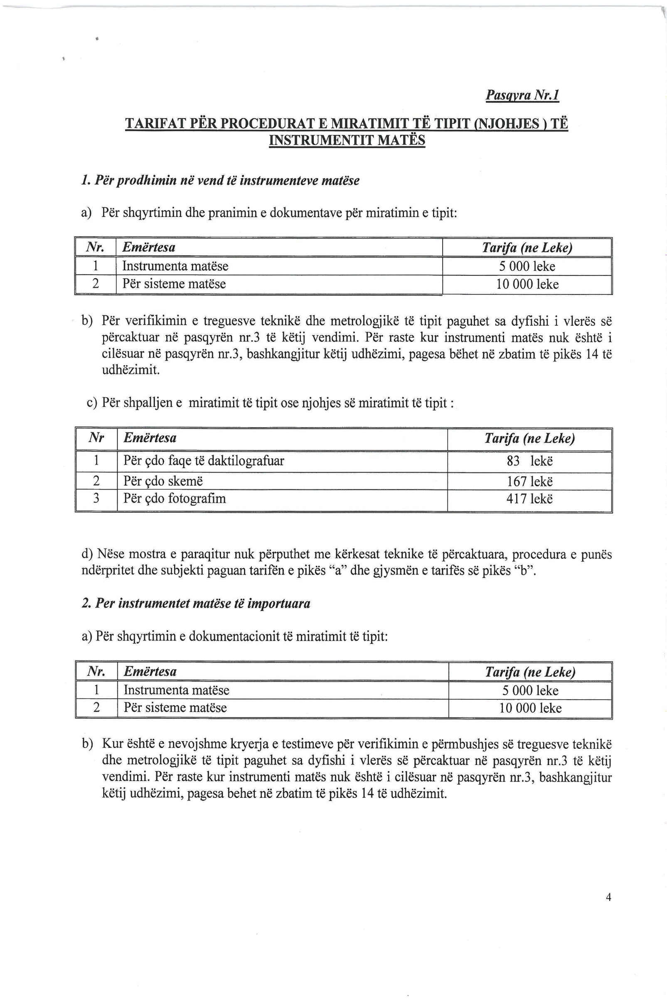 Pasqyra Nr.1
TARIFAT PËR PROCEDURAT E MIRATIMIT TË TIPIT (NJOHJES ) TË
INSTRUMENTIT MATËS
1. Për prodhimin në vend të instrumenteve matëse
a) Për shqyrtimin dhe pranimin e dokumentave për miratimin e tipit:
Nr. Emërtesa Tarifa (ne Leke)
1 Instrumenta matëse 5 000 leke
2 Për sisteme matëse 10 000 leke
b) Për verifikimin e treguesve teknikë dhe metrologjikë të tipit paguhet sa dyfishi i vlerës së
përcaktuar në pasqyrën nr.3 të këtij vendimi. Për raste kur instrumenti matës nuk është i
cilësuar në pasqyrën nr.3, bashkangjitur këtij udhëzimi, pagesa bëhet në zbatim të pikës 14 të
udhëzimit.
c) Për shpalljen e miratimit të tipit ose njohjes së miratimit të tipit :
Nr Emërtesa Tarifa (ne Leke)
1 Për çdo faqe të daktilografuar 83 lekë
2 Për çdo skemë 167 lekë
3 Për çdo fotografim 417 lekë
d) Nëse mostra e paraqitur nuk përputhet me kërkesat teknike të përcaktuara, procedura e punës
ndërpritet dhe subjekti paguan tarifën e pikës “a” dhe gjysmën e tarifës së pikës “b”.
2. Per instrumentet matëse të importuara
a) Për shqyrtimin e dokumentacionit të miratimit të tipit:
Nr. Emërtesa Tarifa (ne Leke)
1 Instrumenta matëse 5 000 leke
2 Për sisteme matëse 10 000 leke
b) Kur është e nevojshme kryerja e testimeve për verifikimin e përmbushjes së treguesve teknikë
dhe metrologjikë të tipit paguhet sa dyfishi i vlerës së përcaktuar në pasqyrën nr.3 të këtij
vendimi. Për raste kur instrumenti matës nuk është i cilësuar në pasqyrën nr.3, bashkangjitur
këtij udhëzimi, pagesa behet në zbatim të pikës 14 të udhëzimit.
4